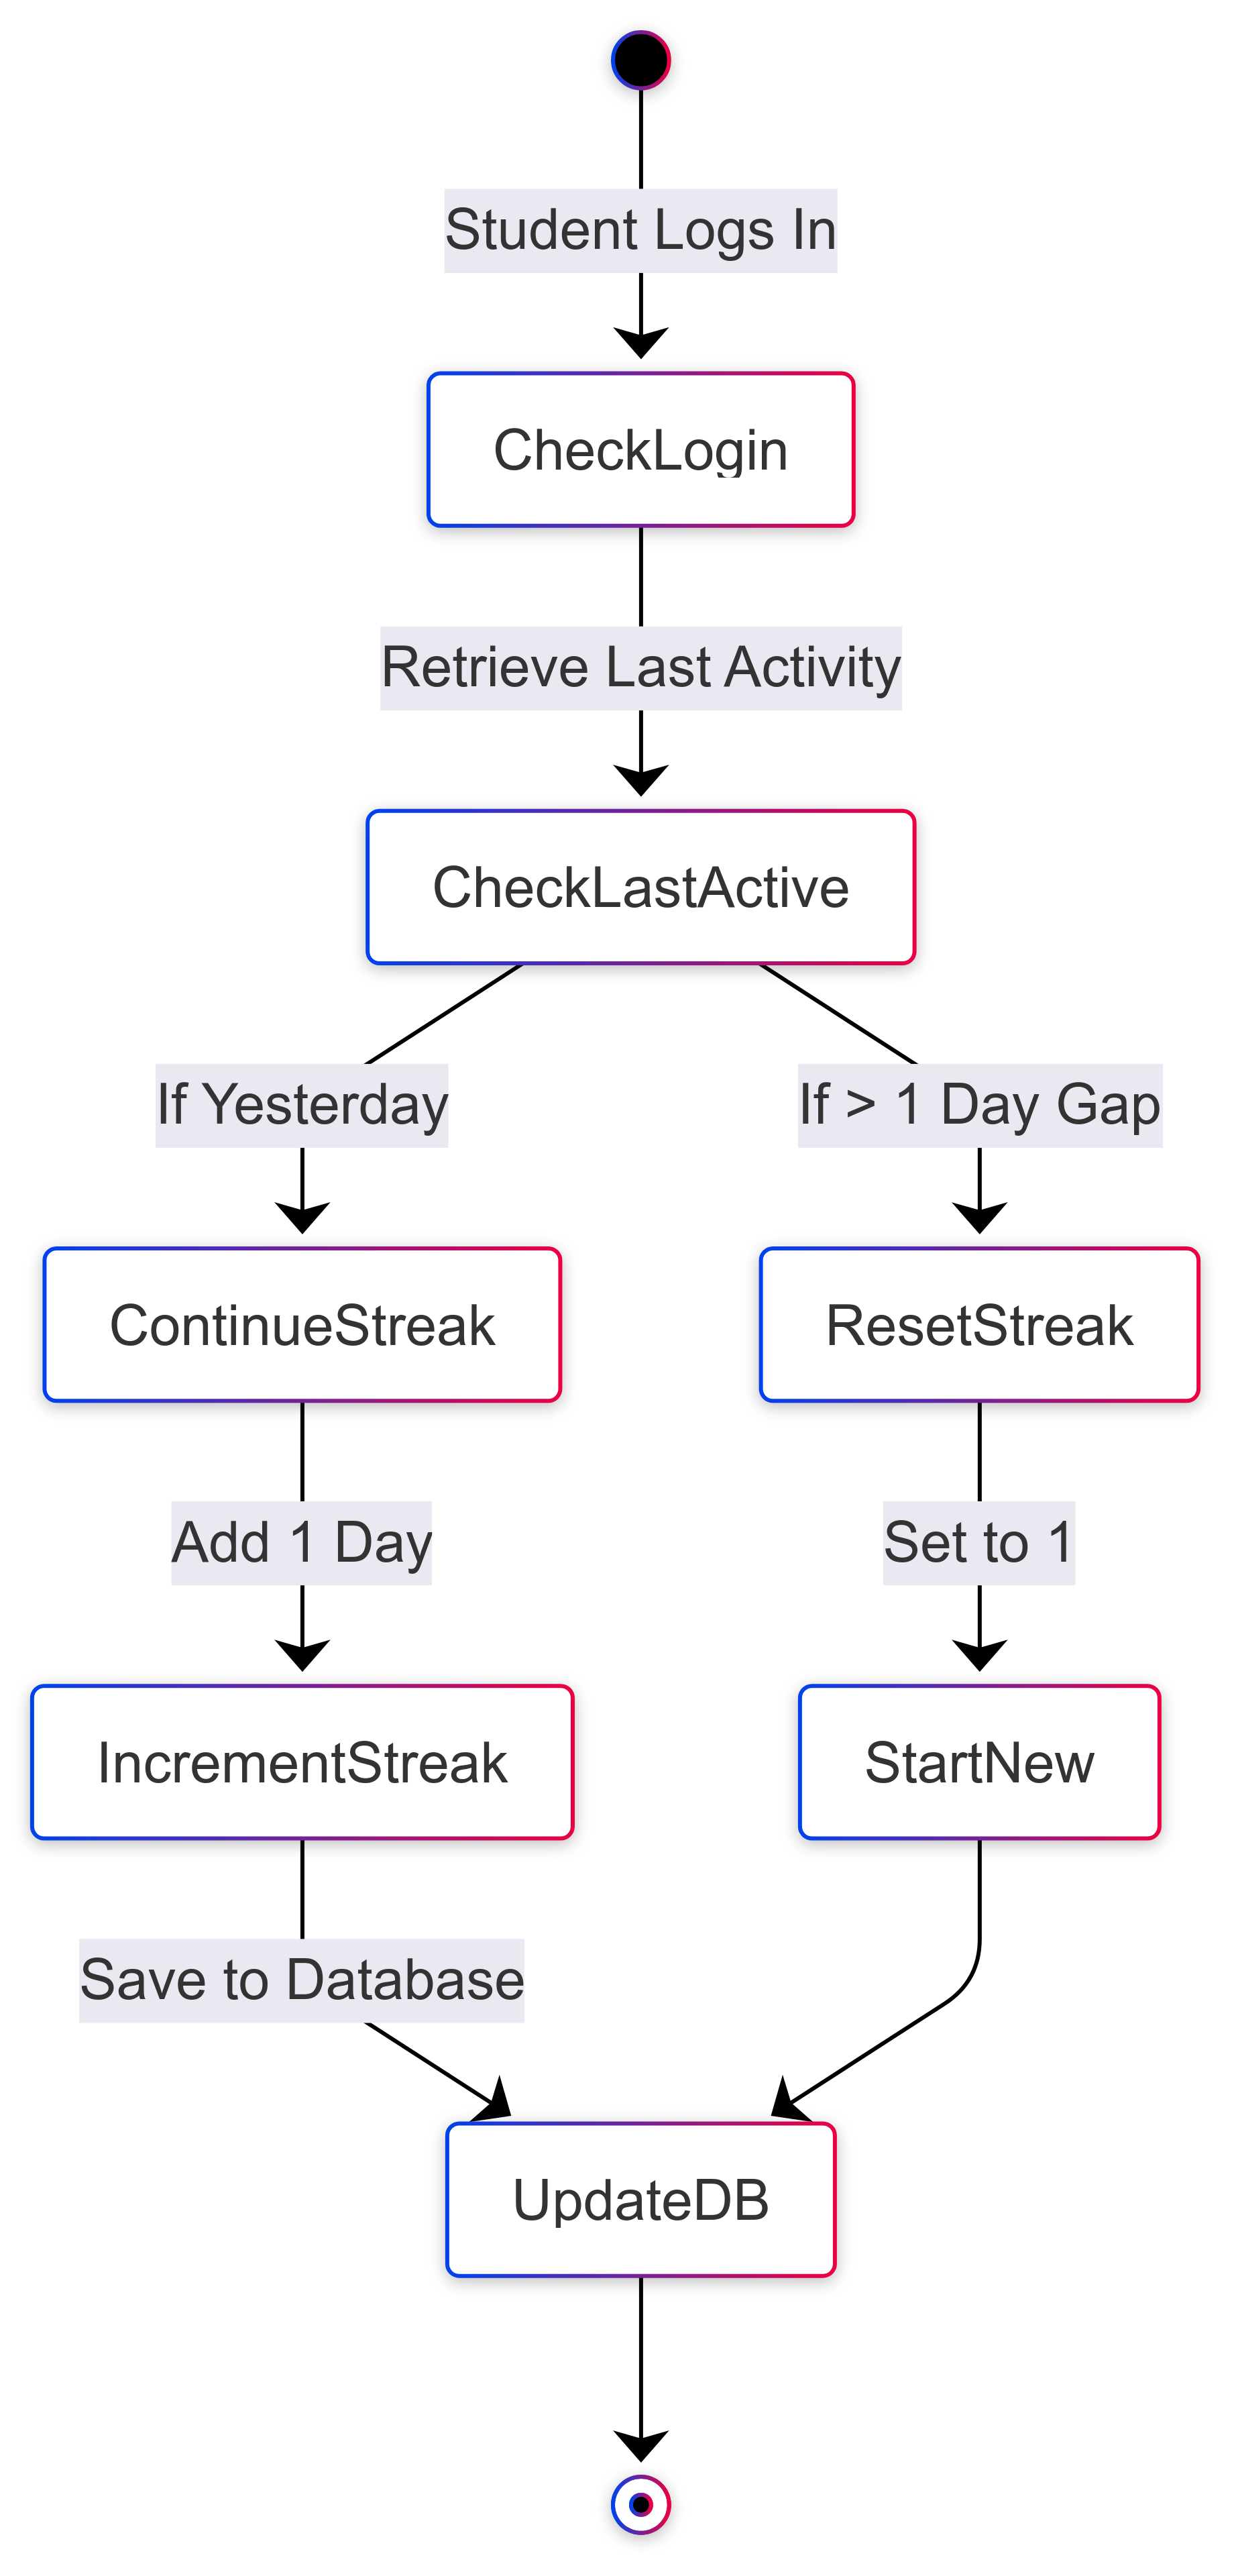 Student Logs In
CheckLogin
Retrieve Last Activity
CheckLastActive
If Yesterday
If > 1 Day Gap
ContinueStreak
ResetStreak
Add 1 Day
Set to 1
IncrementStreak
StartNew
Save to Database
UpdateDB